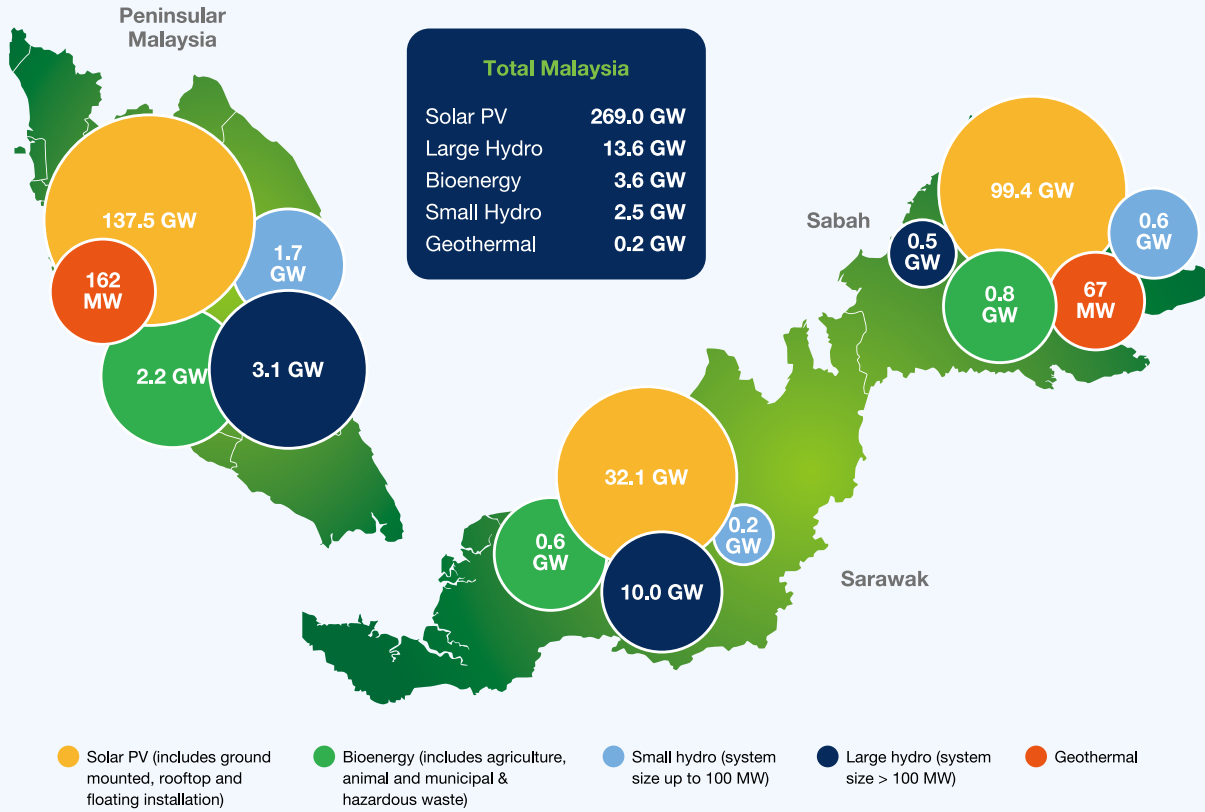 Peninsular
Malaysia
Total Malaysia
Solar PV 269.0 GW
Large Hydro 13.6 GW
Bioenergy 3.6 GW
Small Hydro 2.5 GW
Geothermal 0.2 GW
137.5 GW
162
MW
1.7
GW
2.2 GW
3.1 GW
Sabah
99.4 GW
0.6
GW
0.5
GW
0.8
GW
67
MW
32.1 GW
0.6
GW
0.2
GW
10.0 GW
Sarawak
Solar PV (includes ground
mounted, rooftop and
floating installation)
Bioenergy (includes agriculture,
animal and municipal &
hazardous waste)
Small hydro (system
size up to 100 MW)
Large hydro (system
size > 100 MW)
Geothermal